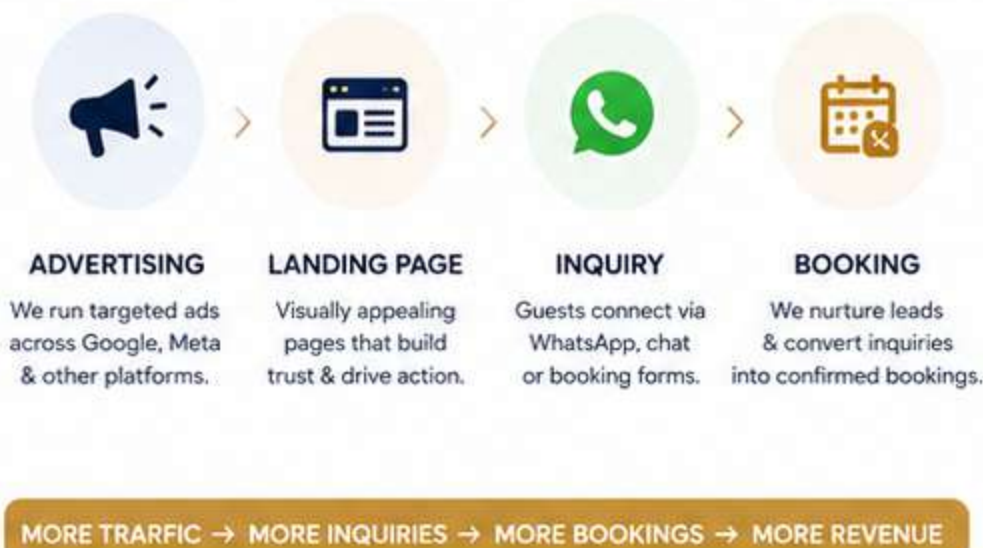 ADVERTISING
We run targeted ads
across Google, Meta
& other platforms.
LANDING PAGE
Visually appealing
pages that build
trust & drive action.
INQUIRY
Guests connect via
WhatsApp, chat
or booking forms.
BOOKING
We nurture leads
& convert inquiries
into confirmed bookings.
MORE TRARFIC → MORE INQUIRIES → MORE BOOKINGS → MORE REVENUE